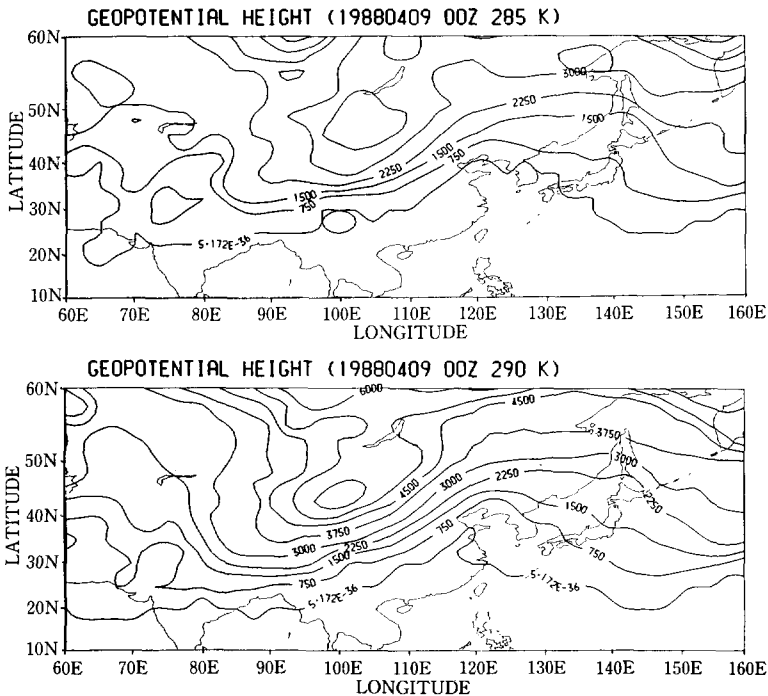 GEOPOTENTIAL HEIGHT (19880409 00Z 285 K)
60N
50N
40N
30N
20N
10N
LATITUDE
3000
2250
1500
2250
1500
750
1500
750
5.172E-36
60E 70E 80E 90E 100E 110E 120E 130E 140E 150E 160E
LONGITUDE
GEOPOTENTIAL HEIGHT (19880409 00Z 290 K)
60N
50N
40N
30N
20N
10N
LATITUDE
6000
4500
3750
3000
2250
4500
3000
2250
2250
1500
750
3750
3000
2250
1500
750
750
5.172E-36
5.172E-36
60E 70E 80E 90E 100E 110E 120E 130E 140E 150E 160E
LONGITUDE